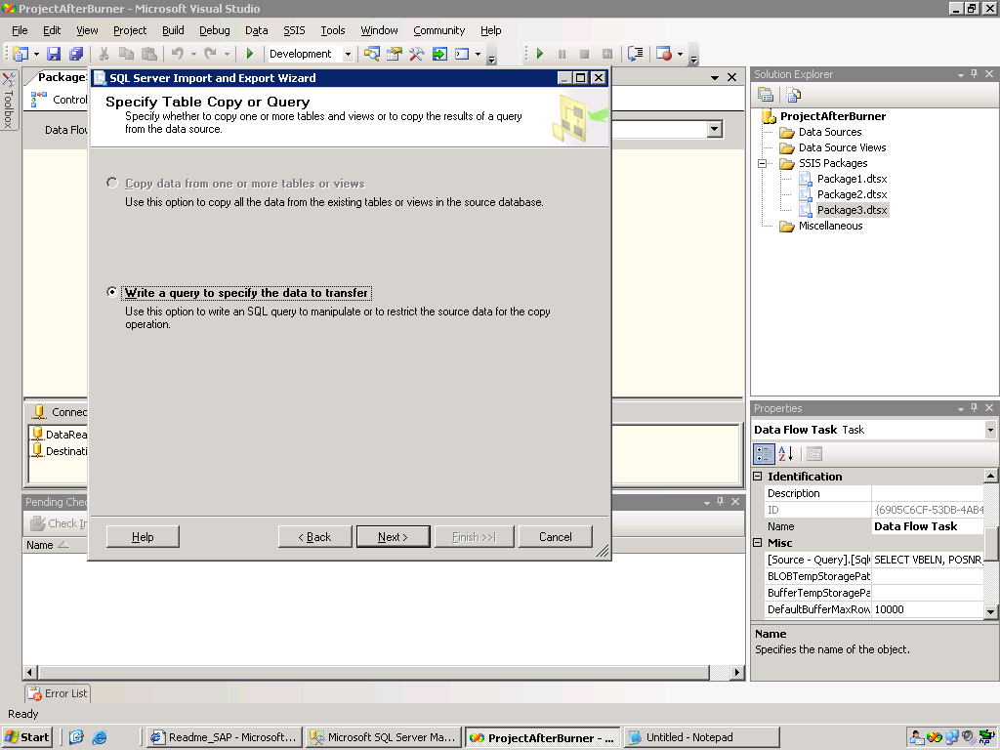 ProjectAfterBurner - Microsoft Visual Studio
File Edit View Project Build Debug Data SSIS Tools Window Community Help
Development
Toolbox
Package
Control
Data Flo
SQL Server Import and Export Wizard
Specify Table Copy or Query
Specify whether to copy one or more tables and views or to copy the results of a query
from the data source.
Copy data from one or more tables or views
Use this option to copy all the data from the existing tables or views in the source database.
Write a query to specify the data to transfer
Use this option to write an SQL query to manipulate or to restrict the source data for the copy
operation.
Help
< Back
Next >
Finish >>|
Cancel
Connec
DataRea
Destinati
Pending Chec
Check In
Name
Error List
Ready
Solution Explorer
ProjectAfterBurner
Data Sources
Data Source Views
SSIS Packages
Package1.dtsx
Package2.dtsx
Package3.dtsx
Miscellaneous
Properties
Data Flow Task Task
Identification
Description
ID {6905C6CF-53DB-4AB4
Name Data Flow Task
Misc
[Source - Query].[Sql SELECT VBELN, POSNR
BLOBTempStoragePat
BufferTempStoragePa
DefaultBufferMaxRow 10000
Name
Specifies the name of the object.
Start
Readme_SAP - Microsoft...
Microsoft SQL Server Ma...
ProjectAfterBurner - ...
Untitled - Notepad